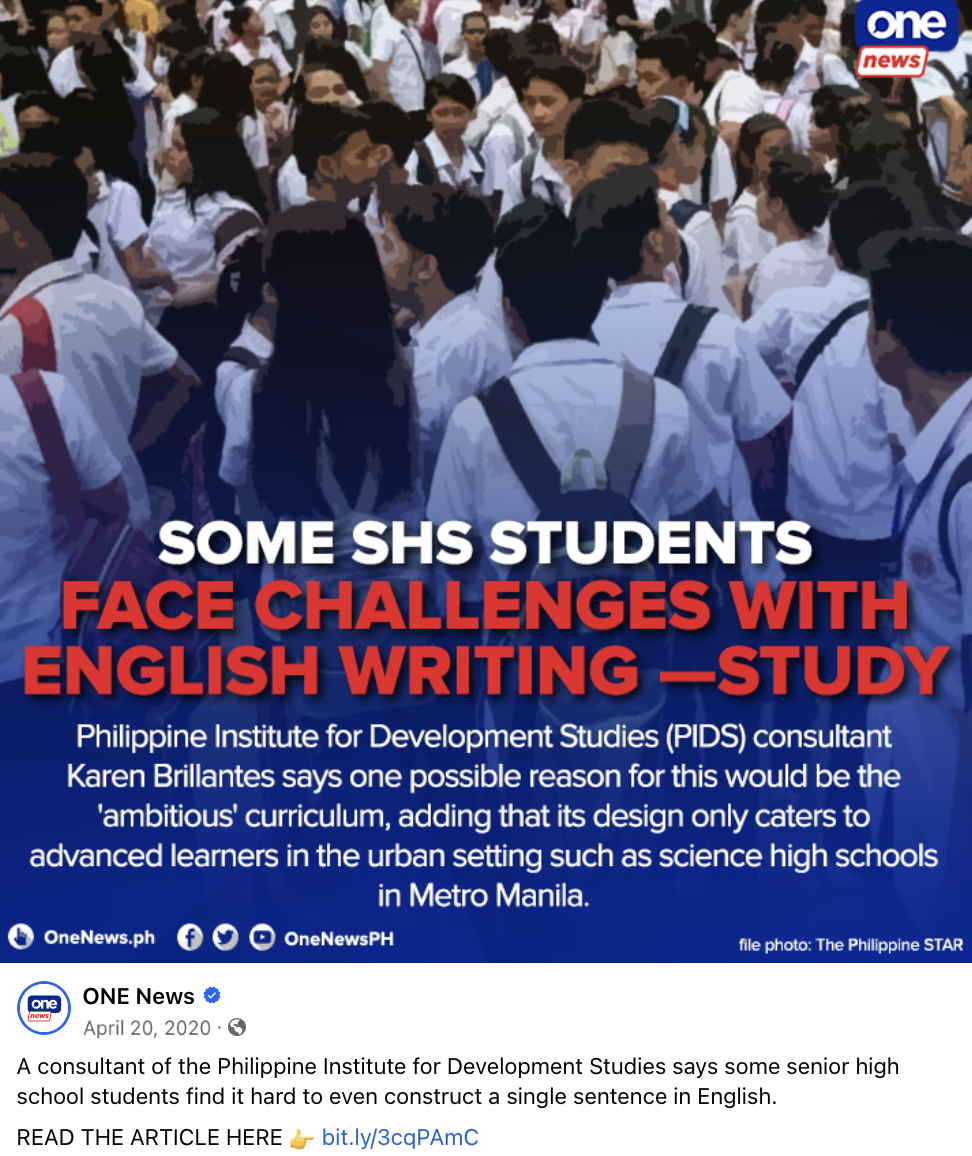 one
news
SOME SHS STUDENTS
FACE CHALLENGES WITH
ENGLISH WRITING —STUDY
Philippine Institute for Development Studies (PIDS) consultant
Karen Brillantes says one possible reason for this would be the
'ambitious' curriculum, adding that its design only caters to
advanced learners in the urban setting such as science high schools
in Metro Manila.
OneNews.ph OneNewsPH
file photo: The Philippine STAR
one
news
ONE News
April 20, 2020 ·
A consultant of the Philippine Institute for Development Studies says some senior high
school students find it hard to even construct a single sentence in English.
READ THE ARTICLE HERE 👉 bit.ly/3cqPAmC